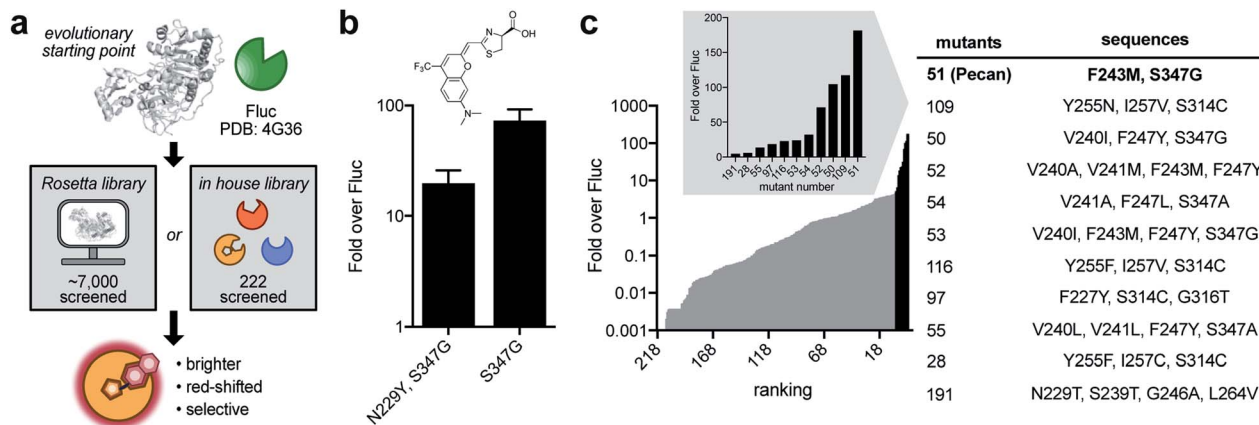 a
evolutionary
starting point
Fluc
PDB: 4G36
Rosetta library
or
in house library
~7,000
screened
222
screened
• brighter
• red-shifted
• selective
b
O
OH
N
S
F3C
O
N
Fold over Fluc
100
10
1
N229Y, S347G
S347G
c
Fold over Fluc
200
150
100
50
0
191
28
55
97
116
53
54
52
50
109
51
mutant number
Fold over Fluc
1000
100
10
1
0.1
0.01
0.001
218
168
118
68
18
ranking
mutants sequences
51 (Pecan) F243M, S347G
109 Y255N, I257V, S314C
50 V240I, F247Y, S347G
52 V240A, V241M, F243M, F247Y
54 V241A, F247L, S347A
53 V240I, F243M, F247Y, S347G
116 Y255F, I257V, S314C
97 F227Y, S314C, G316T
55 V240L, V241L, F247Y, S347A
28 Y255F, I257C, S314C
191 N229T, S239T, G246A, L264V